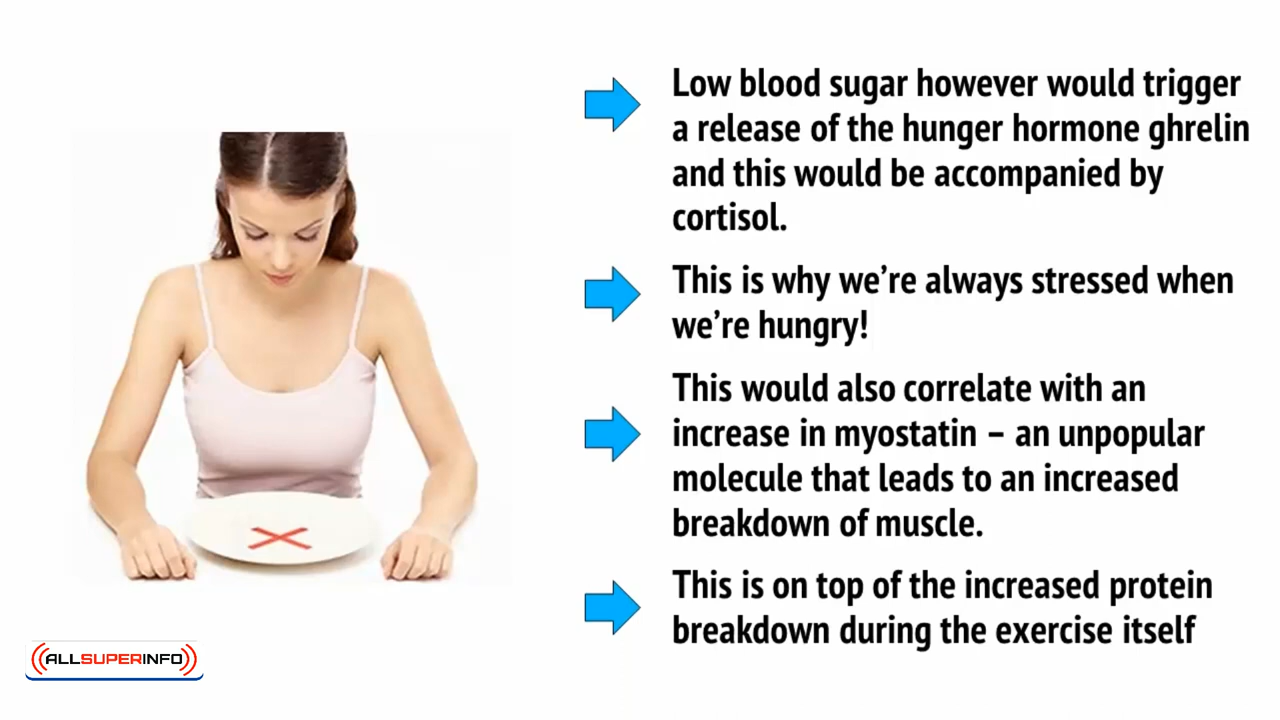 Low blood sugar however would trigger
a release of the hunger hormone ghrelin
and this would be accompanied by
cortisol.
This is why we’re always stressed when
we’re hungry!
This would also correlate with an
increase in myostatin – an unpopular
molecule that leads to an increased
breakdown of muscle.
This is on top of the increased protein
breakdown during the exercise itself
ALLSUPERINFO